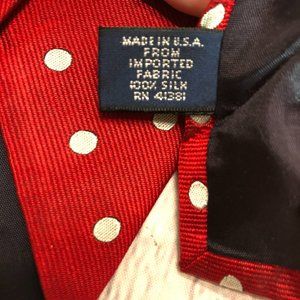 MADE IN U.S.A.
FROM
IMPORTED
FABRIC
100% SILK
RN 41381